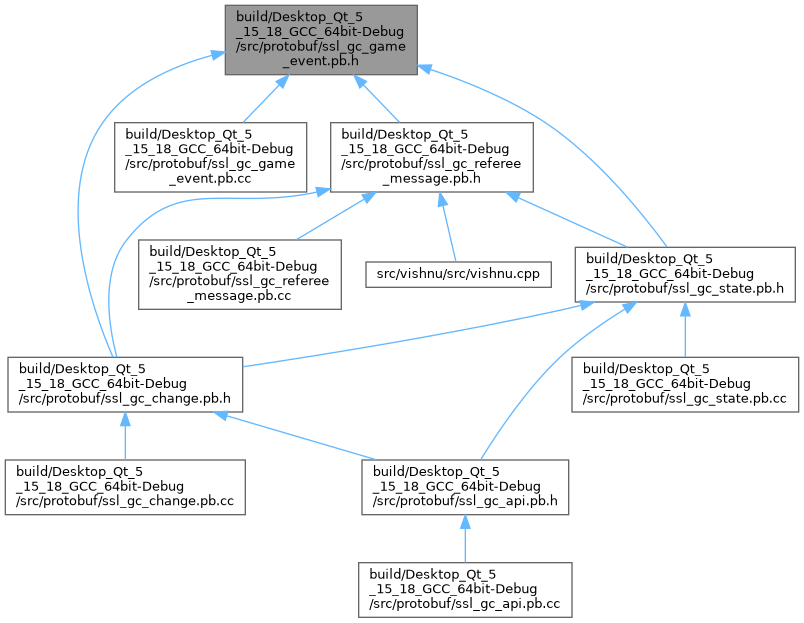 build/Desktop_Qt_5
_15_18_GCC_64bit-Debug
/src/protobuf/ssl_gc_game
_event.pb.h
build/Desktop_Qt_5
_15_18_GCC_64bit-Debug
/src/protobuf/ssl_gc_game
_event.pb.cc
build/Desktop_Qt_5
_15_18_GCC_64bit-Debug
/src/protobuf/ssl_gc_referee
_message.pb.h
build/Desktop_Qt_5
_15_18_GCC_64bit-Debug
/src/protobuf/ssl_gc_referee
_message.pb.cc
src/vishnu/src/vishnu.cpp
build/Desktop_Qt_5
_15_18_GCC_64bit-Debug
/src/protobuf/ssl_gc_state.pb.h
build/Desktop_Qt_5
_15_18_GCC_64bit-Debug
/src/protobuf/ssl_gc_change.pb.h
build/Desktop_Qt_5
_15_18_GCC_64bit-Debug
/src/protobuf/ssl_gc_state.pb.cc
build/Desktop_Qt_5
_15_18_GCC_64bit-Debug
/src/protobuf/ssl_gc_change.pb.cc
build/Desktop_Qt_5
_15_18_GCC_64bit-Debug
/src/protobuf/ssl_gc_api.pb.h
build/Desktop_Qt_5
_15_18_GCC_64bit-Debug
/src/protobuf/ssl_gc_api.pb.cc